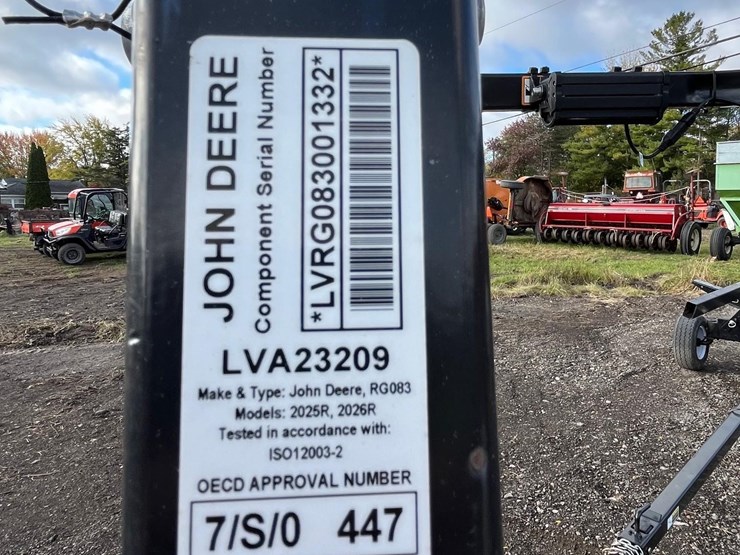 JOHN DEERE
Component Serial Number
*LVRG083001332*
LVA23209
Make & Type: John Deere, RG083
Models: 2025R, 2026R
Tested in accordance with:
ISO12003-2
OECD APPROVAL NUMBER
7/S/0 447